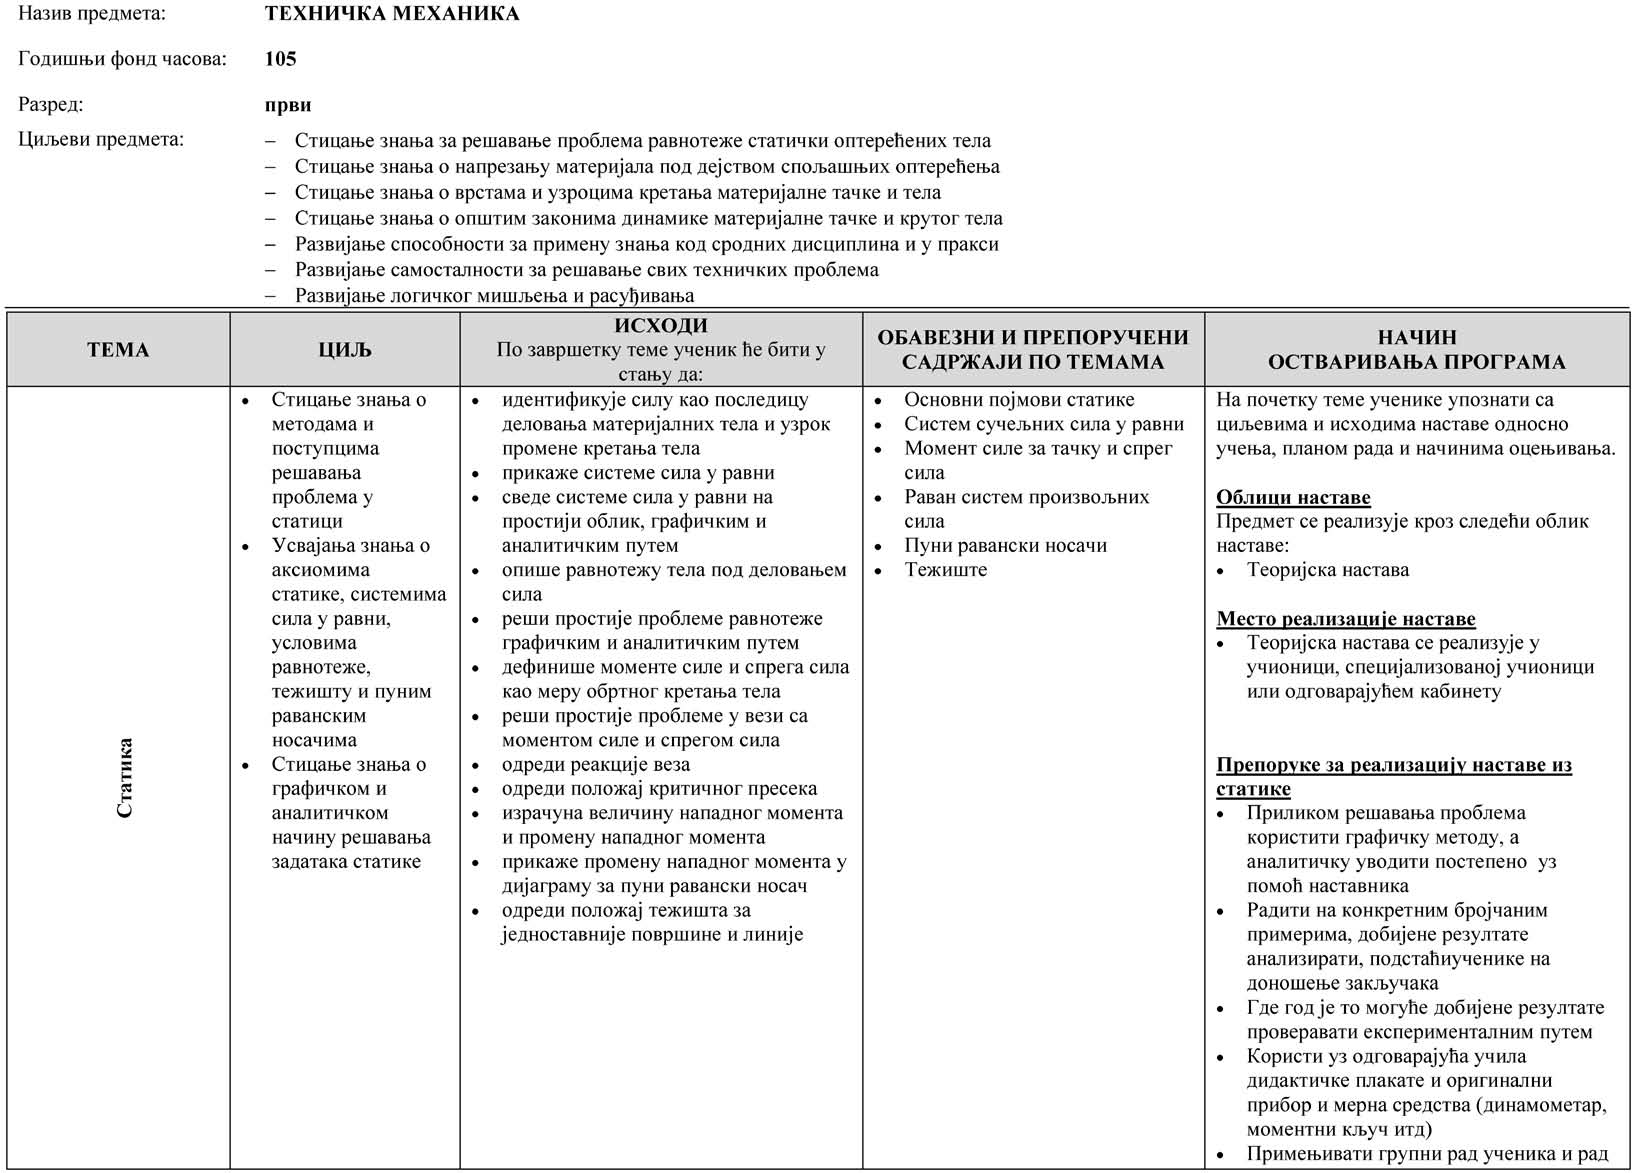 Назив предмета: ТЕХНИЧКА МЕХАНИКА
Годишњи фонд часова: 105
Разред: први
Циљеви предмета:
– Стицање знања за решавање проблема равнотеже статички оптерећених тела
– Стицање знања о напрезању материјала под дејством спољашњих оптерећења
– Стицање знања о врстама и узроцима кретања материјалне тачке и тела
– Стицање знања о општим законима динамике материјалне тачке и крутог тела
– Развијање способности за примену знања код сродних дисциплина и у пракси
– Развијање самосталности за решавање свих техничких проблема
– Развијање логичког мишљења и расуђивања
ТЕМА
ЦИЉ
ИСХОДИ
По завршетку теме ученик ће бити у
стању да:
ОБАВЕЗНИ И ПРЕПОРУЧЕНИ
САДРЖАЈИ ПО ТЕМАМА
НАЧИН
ОСТВАРИВАЊА ПРОГРАМА
Статика
• Стицање знања о
методама и
поступцима
решавања
проблема у
статици
• Усвајања знања о
аксиомима
статике, системима
сила у равни,
условима
равнотеже,
тежишту и пуним
раванским
носачима
• Стицање знања о
графичком и
аналитичком
начину решавања
задатака статике
• идентификује силу као последицу
деловања материјалних тела и узрок
промене кретања тела
• прикаже системе сила у равни
• сведе системе сила у равни на
простији облик, графичким и
аналитичким путем
• опише равнотежу тела под деловањем
сила
• реши простије проблеме равнотеже
графичким и аналитичким путем
• дефинише моменте силе и спрега сила
као меру обртног кретања тела
• реши простије проблеме у вези са
моментом силе и спрегом сила
• одреди реакције веза
• одреди положај критичног пресека
• израчуна величину нападног момента
и промену нападног момента
• прикаже промену нападног момента у
дијаграму за пуни равански носач
• одреди положај тежишта за
једноставније површине и линије
• Основни појмови статике
• Систем сучељних сила у равни
• Момент силе за тачку и спрег
сила
• Раван систем произвољних
сила
• Пуни равански носачи
• Тежиште
На почетку теме ученике упознати са
циљевима и исходима наставе односно
учења, планом рада и начинима оцењивања.
Облици наставе
Предмет се реализује кроз следећи облик
наставе:
• Теоријска настава
Место реализације наставе
• Теоријска настава се реализује у
учионици, специјализованој учионици
или одговарајућем кабинету
Препоруке за реализацију наставе из
статике
• Приликом решавања проблема
користити графичку методу, а
аналитичку уводити постепено уз
помоћ наставника
• Радити на конкретним бројчаним
примерима, добијене резултате
анализирати, подстаћиученике на
доношење закључака
• Где год је то могуће добијене резултате
проверавати експерименталним путем
• Користи уз одговарајућа учила
дидактичке плакате и оригинални
прибор и мерна средства (динамометар,
моментни кључ итд)
• Примењивати групни рад ученика и рад